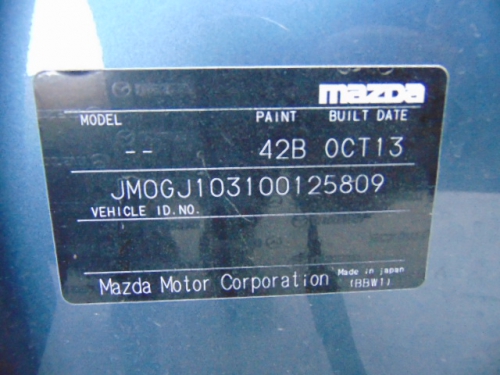 mazda
MODEL PAINT BUILT DATE
-- 42B OCT13
JM0GJ103100125809
VEHICLE ID.NO.
Mazda Motor Corporation Made in Japan
(BBW1)